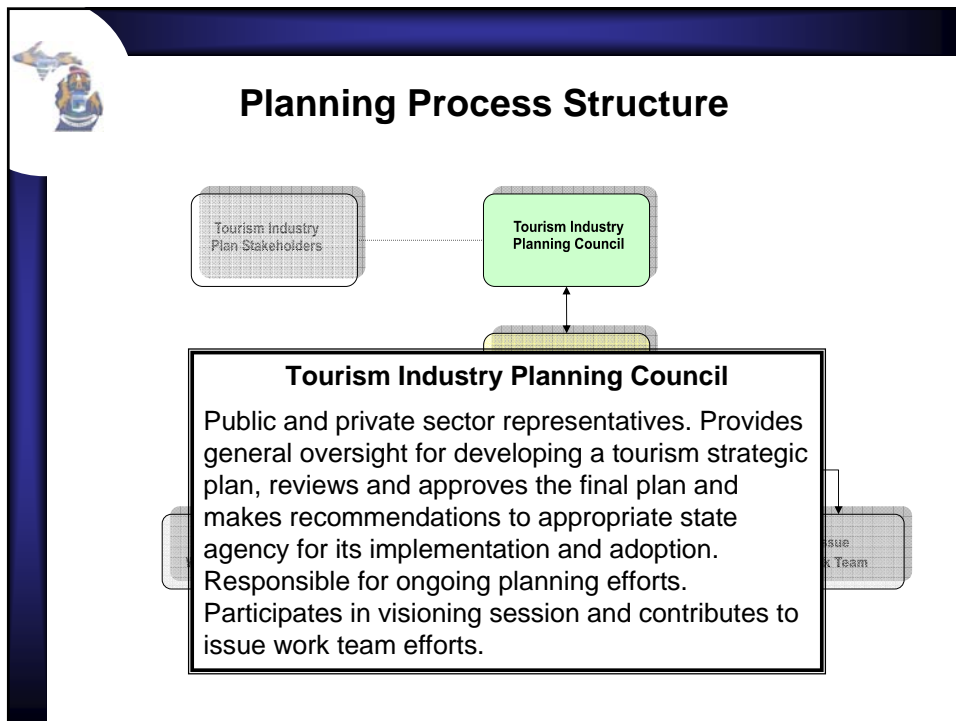 Planning Process Structure
Tourism Industry
Plan Stakeholders
Tourism Industry
Planning Council
Tourism Industry Planning Council
Public and private sector representatives. Provides
general oversight for developing a tourism strategic
plan, reviews and approves the final plan and
makes recommendations to appropriate state
agency for its implementation and adoption.
Responsible for ongoing planning efforts.
Participates in visioning session and contributes to
issue work team efforts.
ssue
k Team